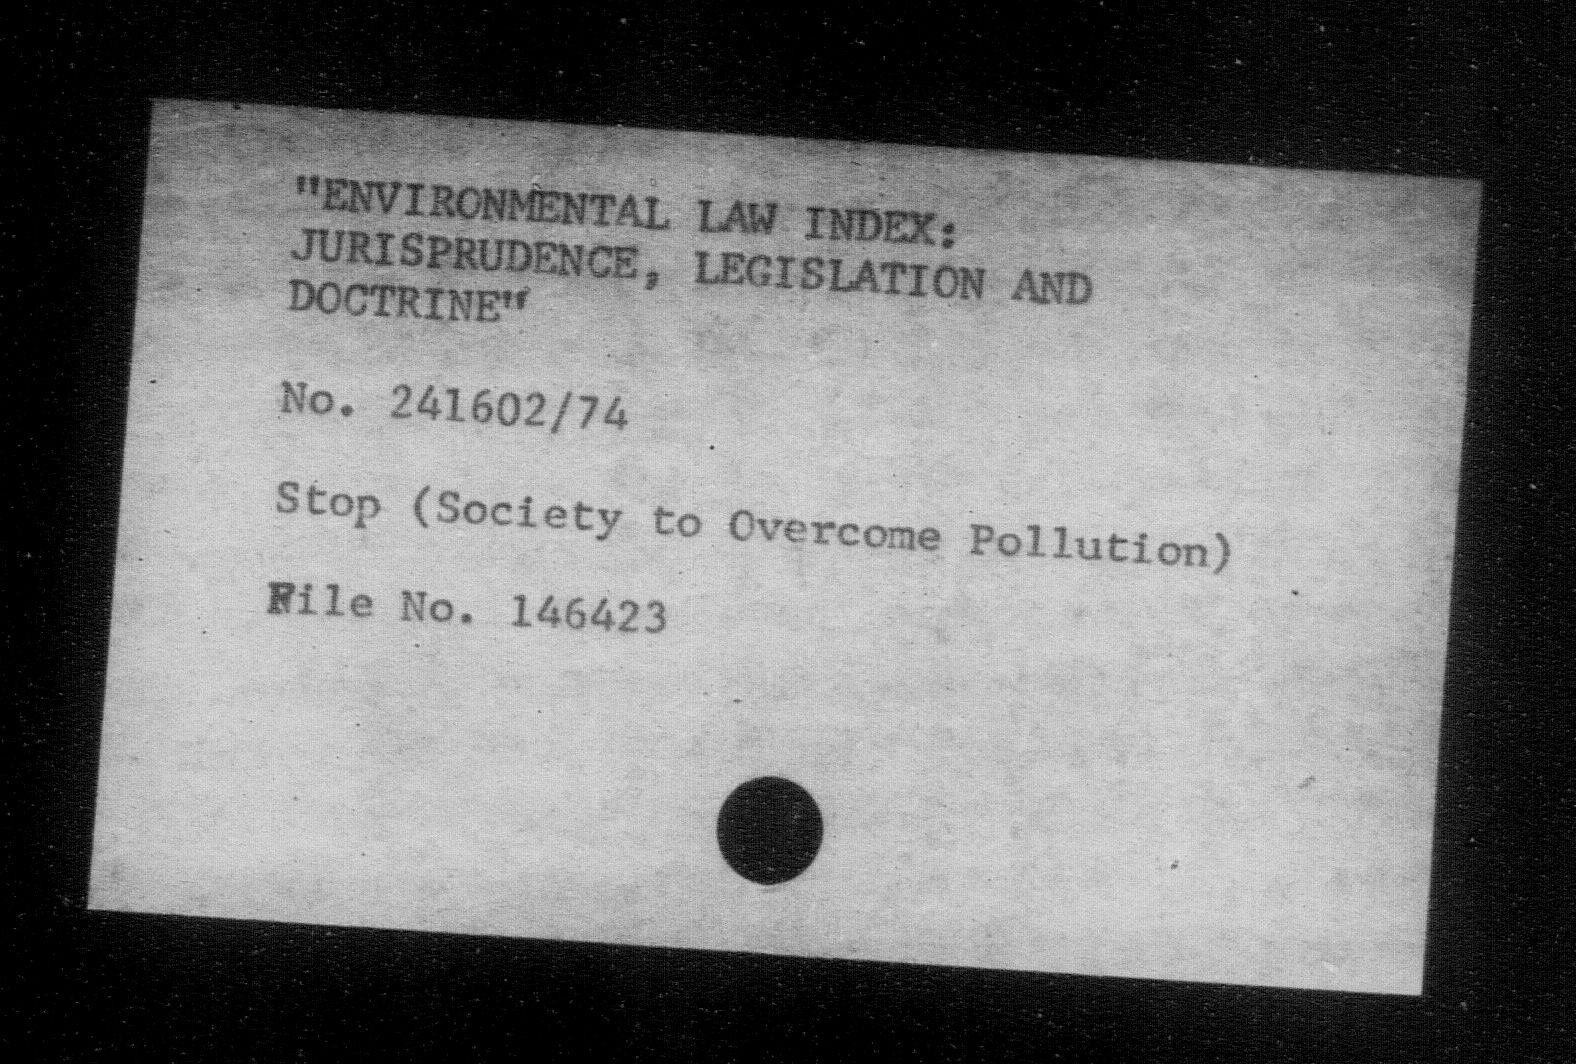 "ENVIRONMENTAL LAW INDEX:
JURISPRUDENCE, LEGISLATION AND
DOCTRINE"
No. 241602/74
Stop (Society to Overcome Pollution)
File No. 146423